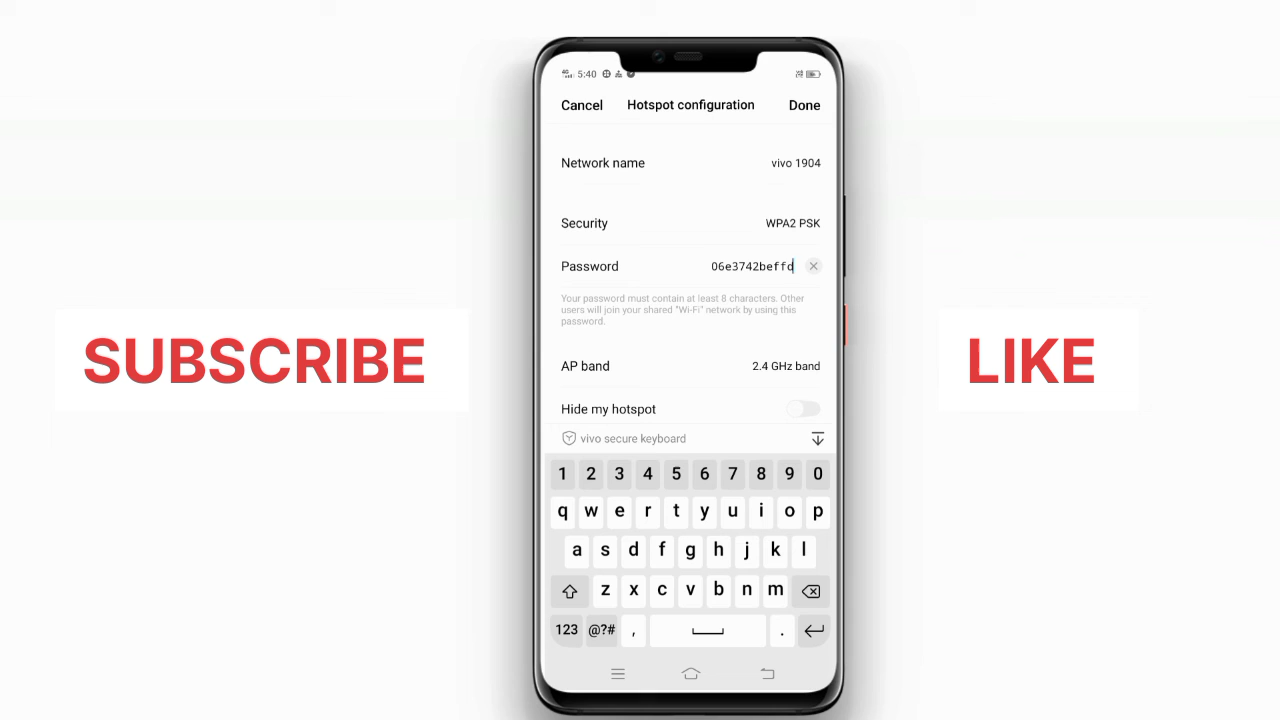 4G 5:40
Cancel Hotspot configuration Done
Network name vivo 1904
Security WPA2 PSK
Password 06e3742beffd
Your password must contain at least 8 characters. Other
users will join your shared "Wi-Fi" network by using this
password.
SUBSCRIBE
LIKE
AP band 2.4 GHz band
Hide my hotspot
vivo secure keyboard
1 2 3 4 5 6 7 8 9 0
q w e r t y u i o p
a s d f g h j k l
z x c v b n m
123 @?# , .